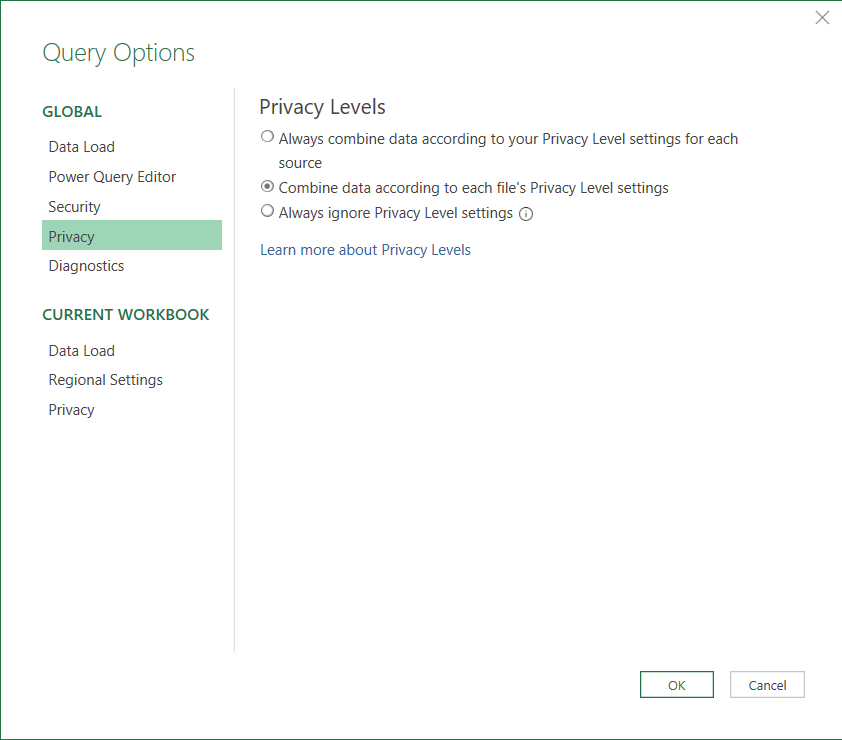 Query Options
GLOBAL
Data Load
Power Query Editor
Security
Privacy
Diagnostics
CURRENT WORKBOOK
Data Load
Regional Settings
Privacy
Privacy Levels
Always combine data according to your Privacy Level settings for each
source
Combine data according to each file's Privacy Level settings
Always ignore Privacy Level settings
Learn more about Privacy Levels
OK
Cancel